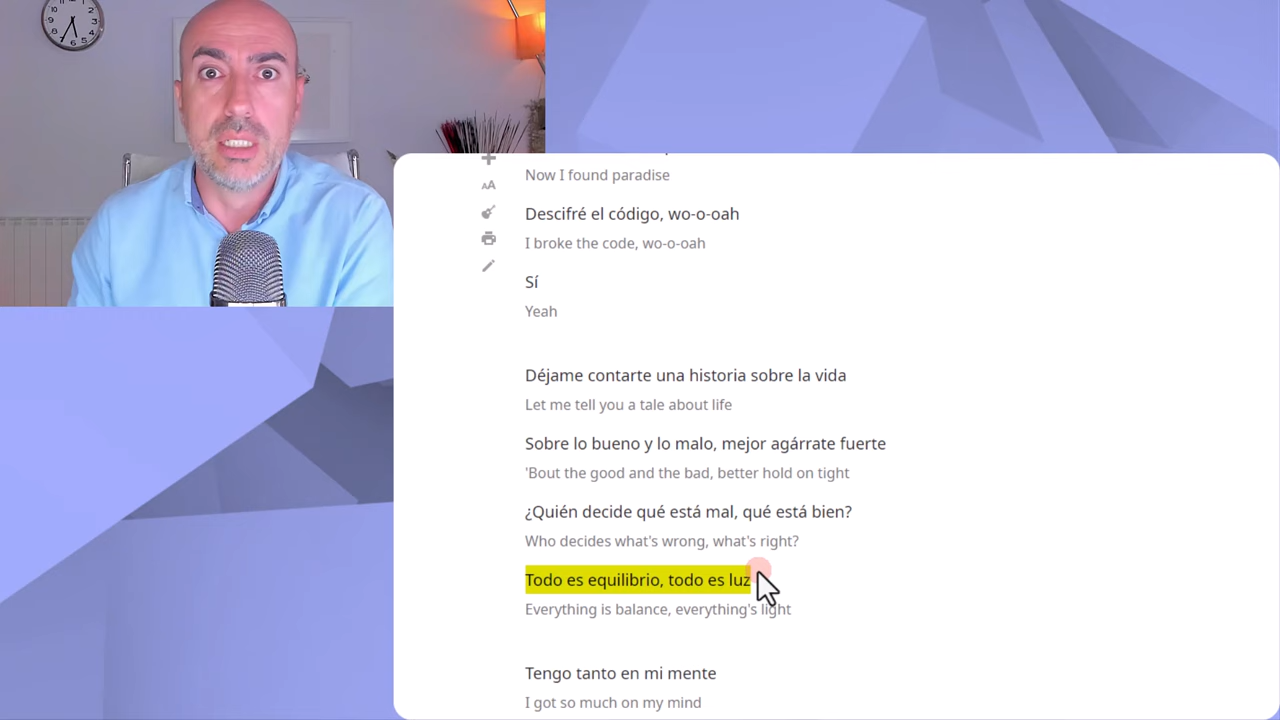 Now I found paradise
Descifré el código, wo-o-oah
I broke the code, wo-o-oah
Sí
Yeah
Déjame contarte una historia sobre la vida
Let me tell you a tale about life
Sobre lo bueno y lo malo, mejor agárrate fuerte
'Bout the good and the bad, better hold on tight
¿Quién decide qué está mal, qué está bien?
Who decides what's wrong, what's right?
Todo es equilibrio, todo es luz
Everything is balance, everything's light
Tengo tanto en mi mente
I got so much on my mind